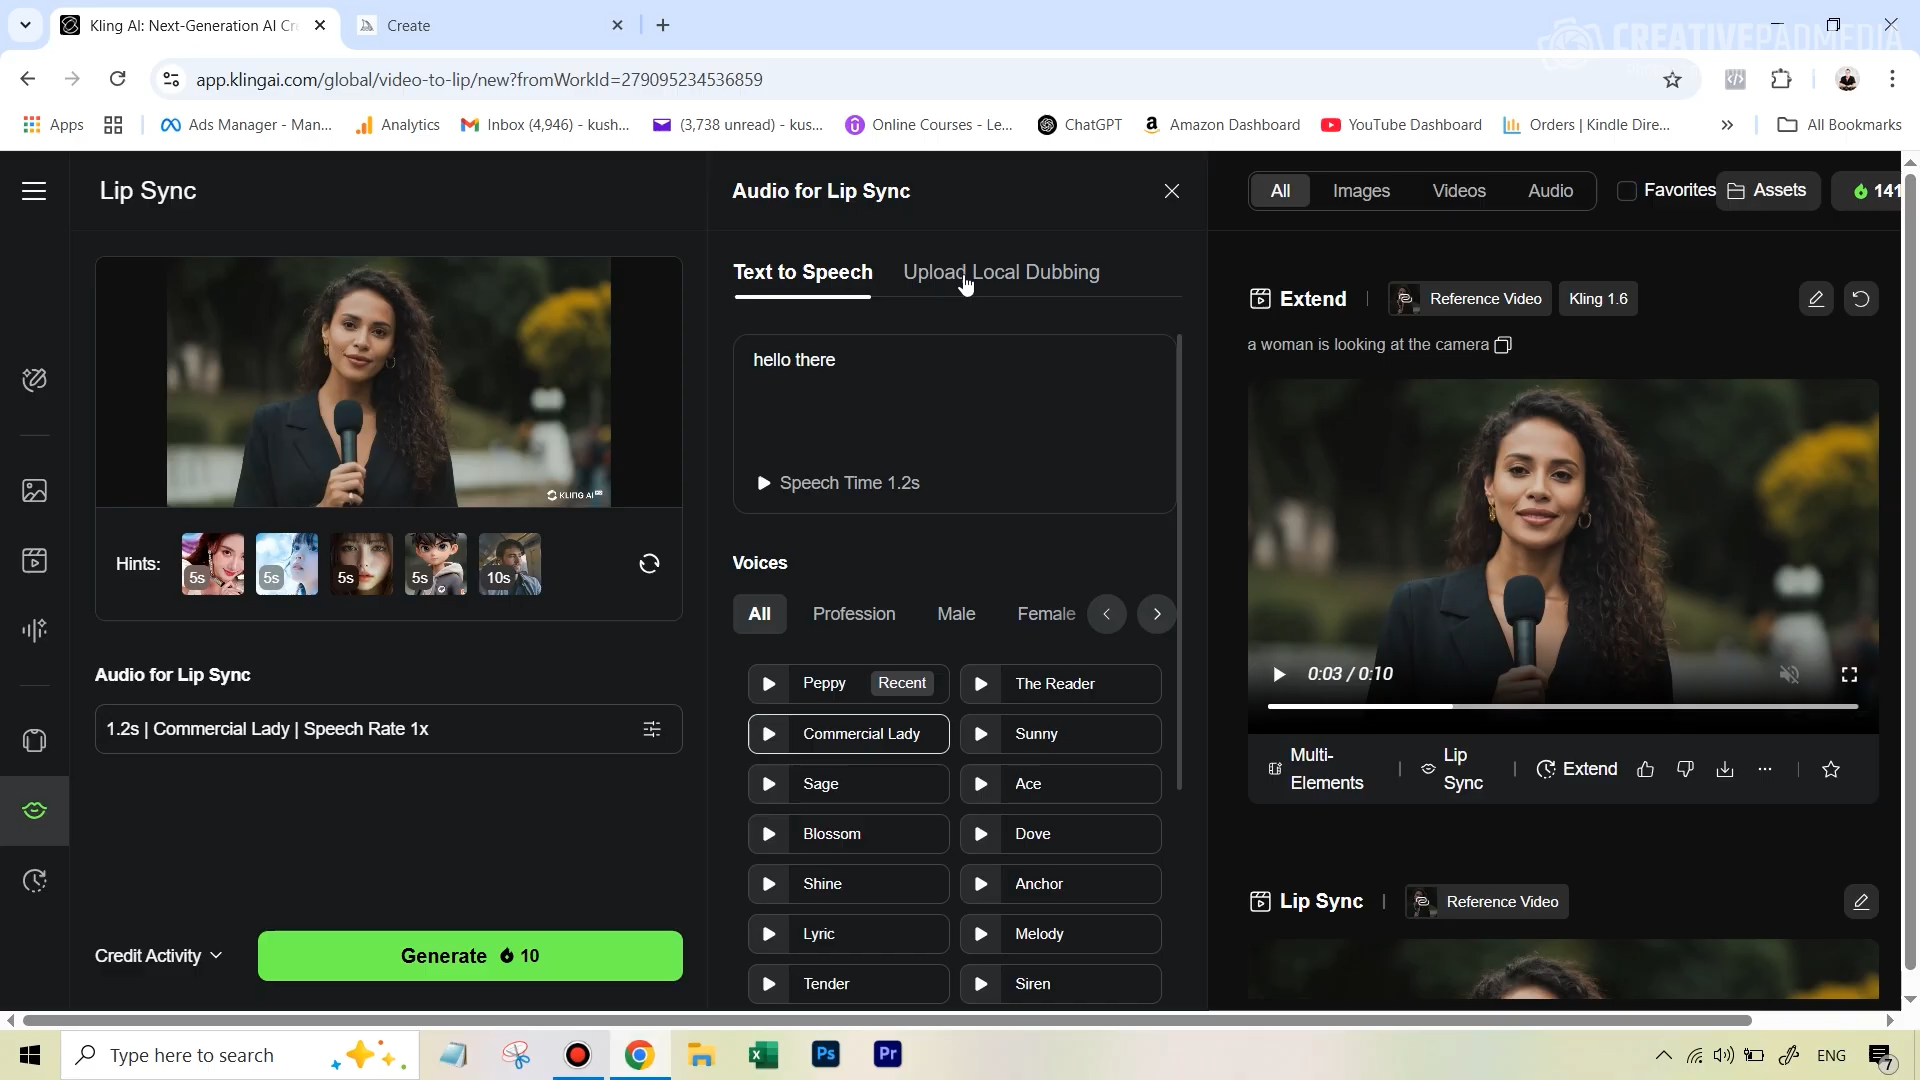 Kling AI: Next-Generation AI Cr
Create
CREATIVEPADMEDIA
app.klingai.com/global/video-to-lip/new?fromWorkId=279095234536859
Apps
Ads Manager - Man...
Analytics
Inbox (4,946) - kush...
(3,738 unread) - kus...
Online Courses - Le...
ChatGPT
Amazon Dashboard
YouTube Dashboard
Orders | Kindle Dire...
All Bookmarks
Lip Sync
KLING AI
Hints:
5s
5s
5s
5s
10s
Audio for Lip Sync
1.2s | Commercial Lady | Speech Rate 1x
Credit Activity
Generate 10
Audio for Lip Sync
Text to Speech
Upload Local Dubbing
hello there
Speech Time 1.2s
Voices
All
Profession
Male
Female
Peppy
Recent
The Reader
Commercial Lady
Sunny
Sage
Ace
Blossom
Dove
Shine
Anchor
Lyric
Melody
Tender
Siren
All
Images
Videos
Audio
Favorites
Assets
141
Extend
Reference Video
Kling 1.6
a woman is looking at the camera
0:03 / 0:10
Multi-
Elements
Lip
Sync
Extend
Lip Sync
Reference Video
Type here to search
Ps
Pr
ENG
7